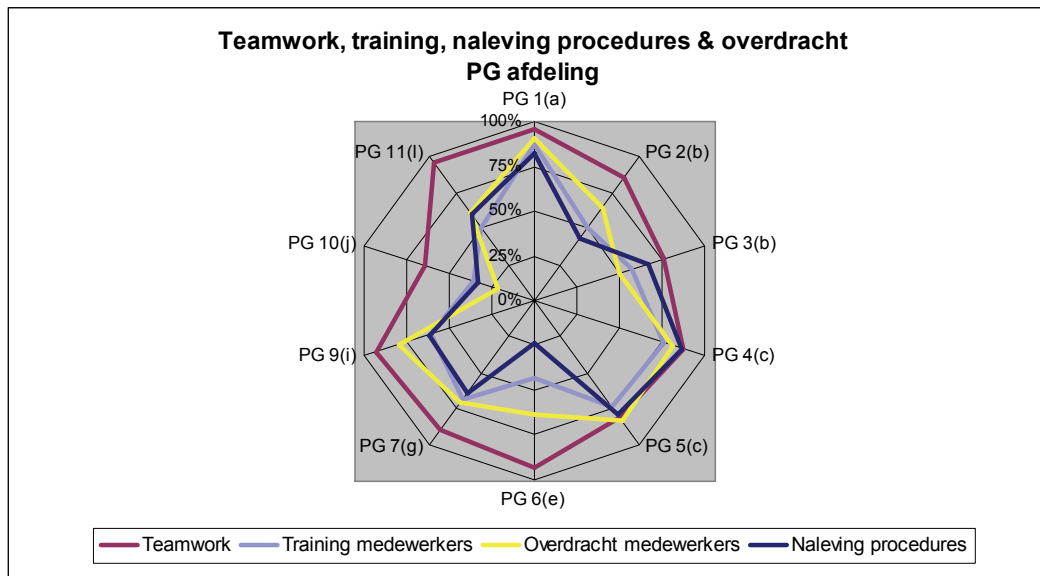 Teamwork, training, naleving procedures & overdracht
PG afdeling
PG 1(a)
100%
PG 11(l)
PG 2(b)
75%
50%
PG 10(j)
PG 3(b)
25%
0%
PG 9(i)
PG 4(c)
PG 7(g)
PG 5(c)
PG 6(e)
Teamwork
Training medewerkers
Overdracht medewerkers
Naleving procedures